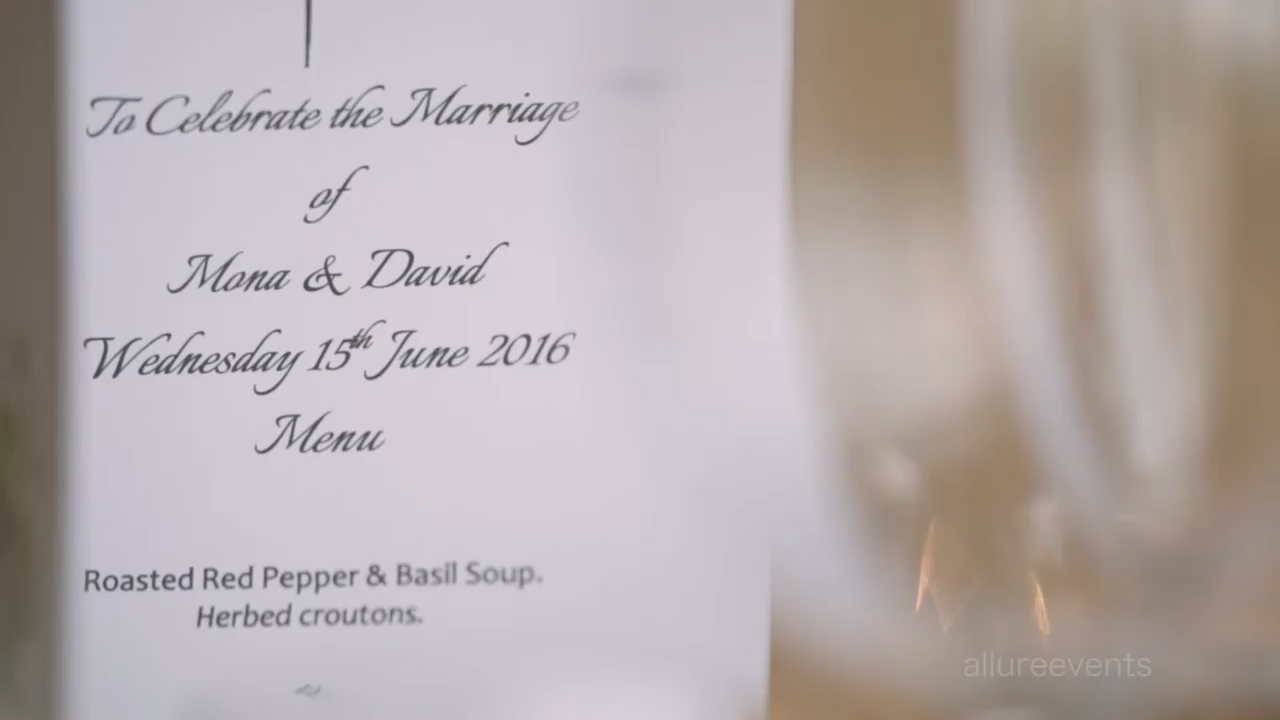 To Celebrate the Marriage
of
Mona & David
Wednesday 15th June 2016
Menu
Roasted Red Pepper & Basil Soup.
Herbed croutons.
allureevents